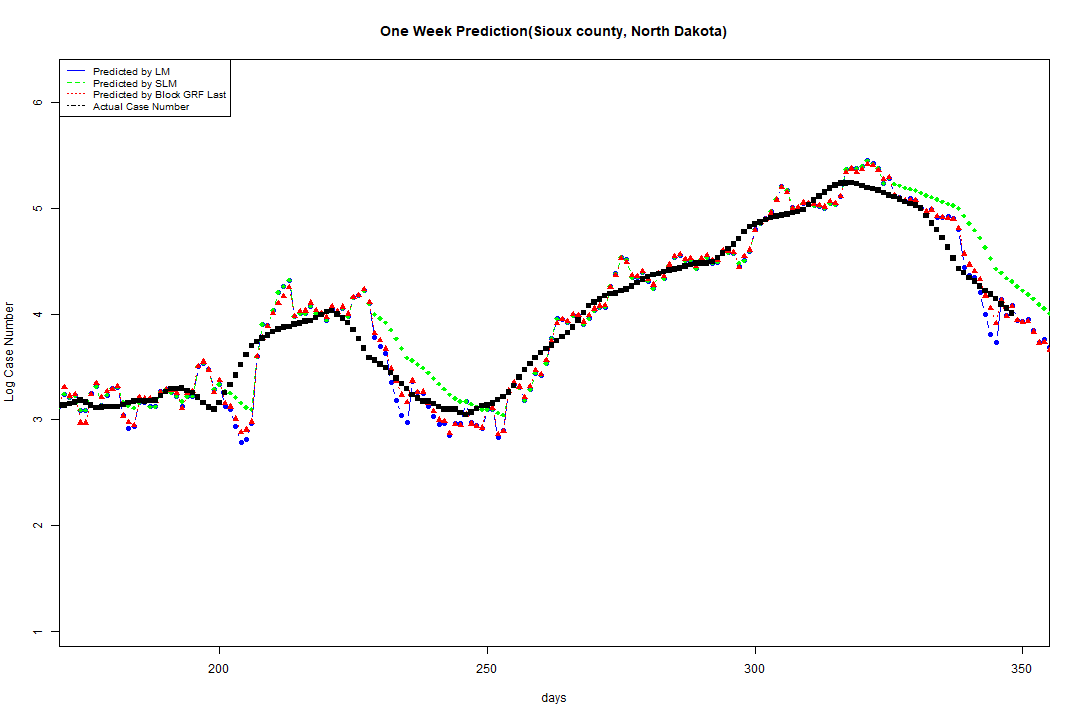 One Week Prediction(Sioux county, North Dakota)
Predicted by LM
Predicted by SLM
Predicted by Block GRF Last
Actual Case Number
6
5
4
3
2
1
Log Case Number
200 250 300 350
days